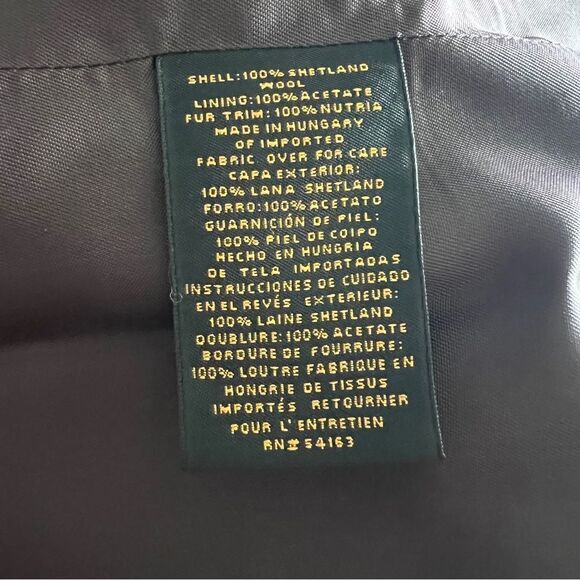 SHELL:100% SHETLAND
WOOL
LINING:100% ACETATE
FUR TRIM:100% NUTRIA
MADE IN HUNGARY
OF IMPORTED
FABRIC OVER FOR CARE
CAPA EXTERIOR:
100% LANA SHETLAND
FORRO:100% ACETATO
GUARNICIÓN DE PIEL:
100% PIEL DE COIPO
HECHO EN HUNGRIA
DE TELA IMPORTADAS
INSTRUCCIONES DE CUIDADO
EN EL REVÉS EXTERIEUR:
100% LAINE SHETLAND
DOUBLURE:100% ACETATE
BORDURE DE FOURRURE:
100% LOUTRE FABRIQUE EN
HONGRIE DE TISSUS
IMPORTÉS RETOURNER
POUR L'ENTRETIEN
RN# 54163